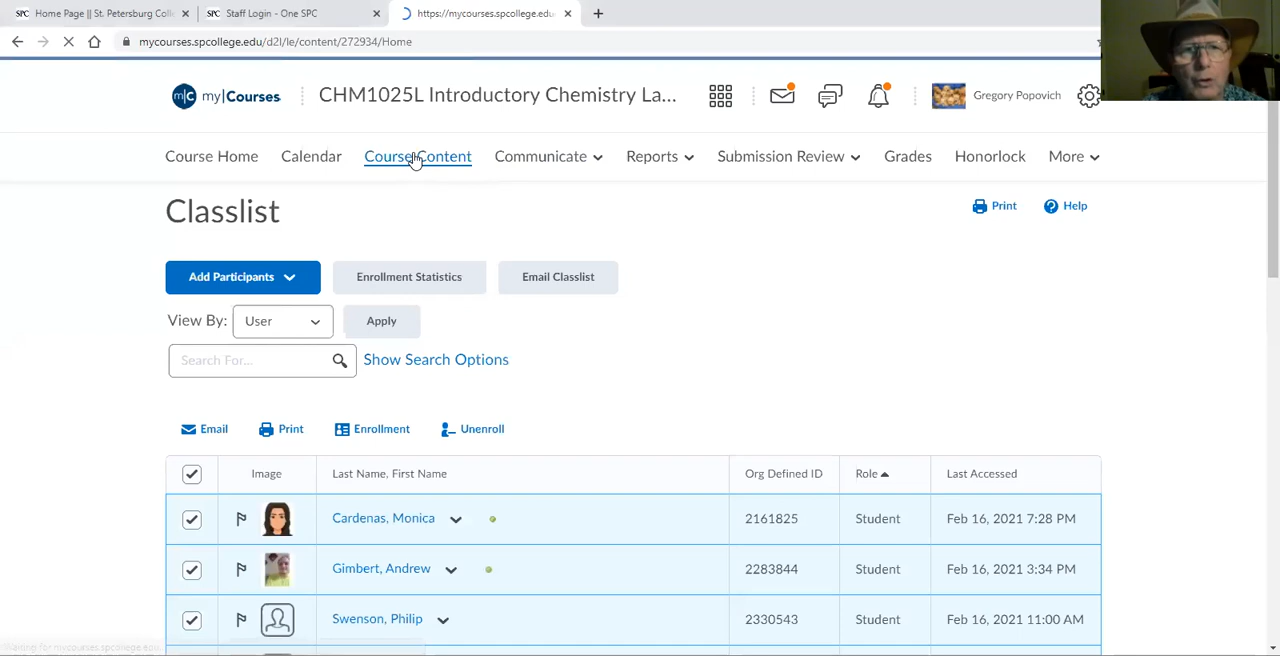 Home Page || St. Petersburg Coll
Staff Login - One SPC
https://mycourses.spcollege.edu
mycourses.spcollege.edu/d2l/le/content/272934/Home
my|Courses
CHM1025L Introductory Chemistry La...
Gregory Popovich
Course Home
Calendar
Course Content
Communicate
Reports
Submission Review
Grades
Honorlock
More
Classlist
Print
Help
Add Participants
Enrollment Statistics
Email Classlist
View By:
User
Apply
Search For...
Show Search Options
Email
Print
Enrollment
Unenroll
Image
Last Name, First Name
Org Defined ID
Role
Last Accessed
Cardenas, Monica
2161825
Student
Feb 16, 2021 7:28 PM
Gimbert, Andrew
2283844
Student
Feb 16, 2021 3:34 PM
Swenson, Philip
2330543
Student
Feb 16, 2021 11:00 AM
Waiting for mycourses.spcollege.edu...